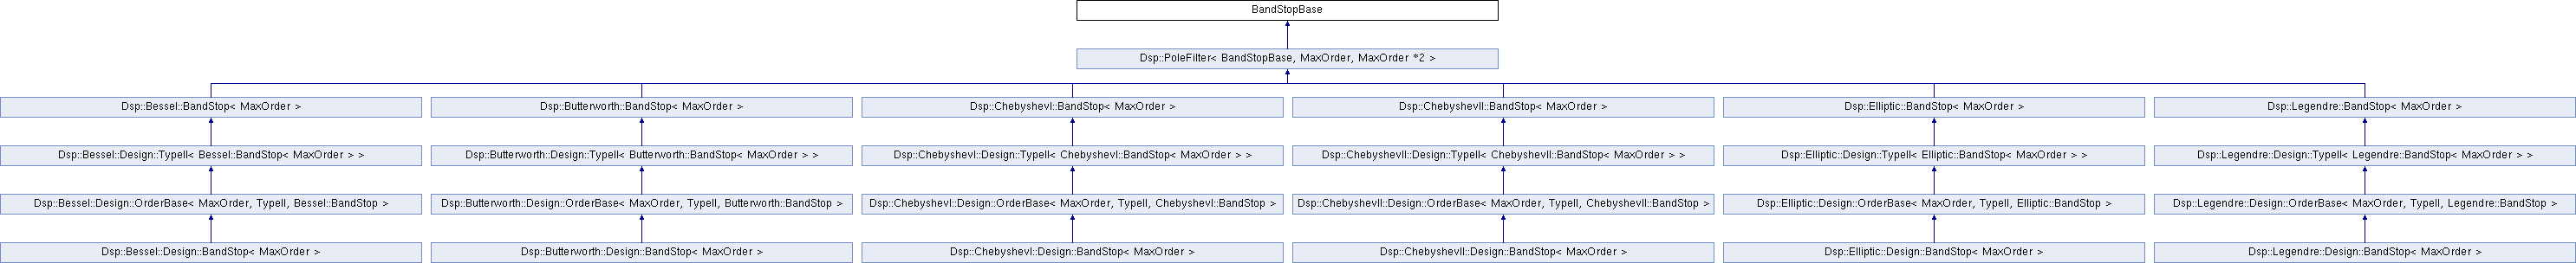 BandStopBase
Dsp::PoleFilter< BandStopBase, MaxOrder, MaxOrder *2 >
Dsp::Bessel::BandStop< MaxOrder >
Dsp::Butterworth::BandStop< MaxOrder >
Dsp::ChebyshevI::BandStop< MaxOrder >
Dsp::ChebyshevII::BandStop< MaxOrder >
Dsp::Elliptic::BandStop< MaxOrder >
Dsp::Legendre::BandStop< MaxOrder >
Dsp::Bessel::Design::TypeII< Bessel::BandStop< MaxOrder > >
Dsp::Butterworth::Design::TypeII< Butterworth::BandStop< MaxOrder > >
Dsp::ChebyshevI::Design::TypeII< ChebyshevI::BandStop< MaxOrder > >
Dsp::ChebyshevII::Design::TypeII< ChebyshevII::BandStop< MaxOrder > >
Dsp::Elliptic::Design::TypeII< Elliptic::BandStop< MaxOrder > >
Dsp::Legendre::Design::TypeII< Legendre::BandStop< MaxOrder > >
Dsp::Bessel::Design::OrderBase< MaxOrder, TypeII, Bessel::BandStop >
Dsp::Butterworth::Design::OrderBase< MaxOrder, TypeII, Butterworth::BandStop >
Dsp::ChebyshevI::Design::OrderBase< MaxOrder, TypeII, ChebyshevI::BandStop >
Dsp::ChebyshevII::Design::OrderBase< MaxOrder, TypeII, ChebyshevII::BandStop >
Dsp::Elliptic::Design::OrderBase< MaxOrder, TypeII, Elliptic::BandStop >
Dsp::Legendre::Design::OrderBase< MaxOrder, TypeII, Legendre::BandStop >
Dsp::Bessel::Design::BandStop< MaxOrder >
Dsp::Butterworth::Design::BandStop< MaxOrder >
Dsp::ChebyshevI::Design::BandStop< MaxOrder >
Dsp::ChebyshevII::Design::BandStop< MaxOrder >
Dsp::Elliptic::Design::BandStop< MaxOrder >
Dsp::Legendre::Design::BandStop< MaxOrder >